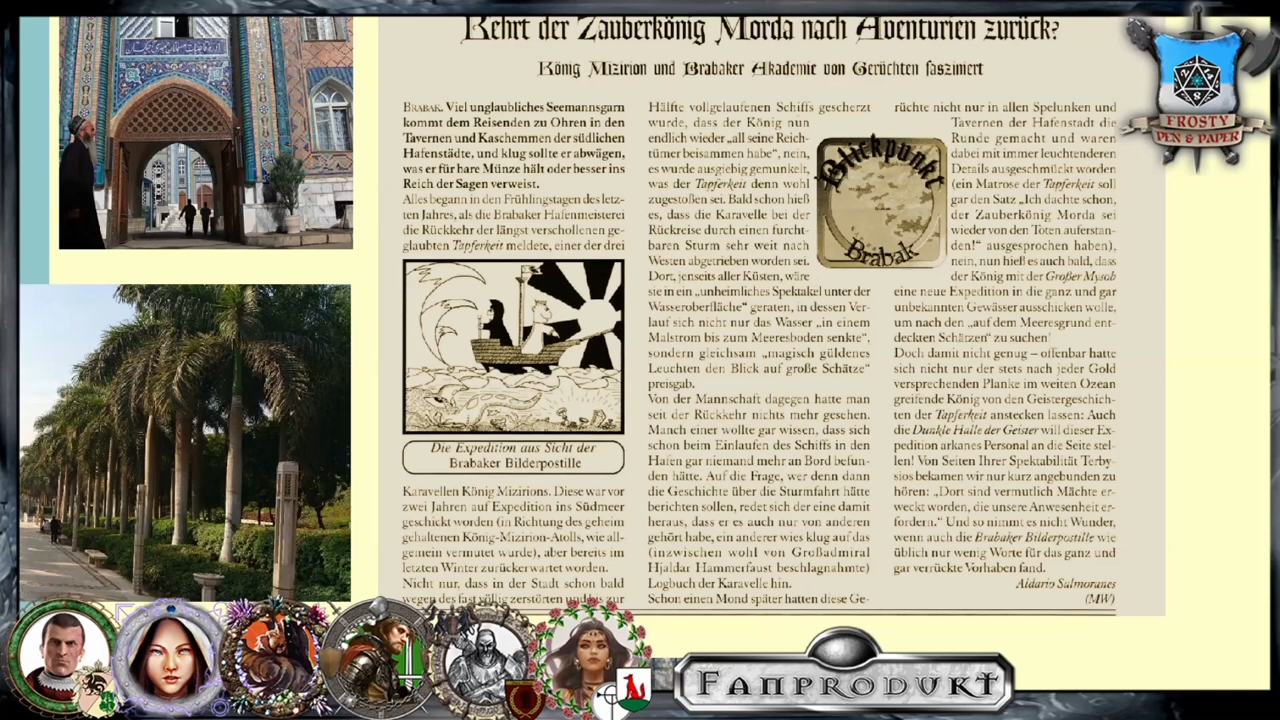 Kehrt der Zauberkönig Morda nach Aventurien zurück?
König Mizirion und Brabaker Akademie von Gerüchten fasziniert
BRABAK. Viel unglaubliches Seemannsgarn
kommt dem Reisenden zu Ohren in den
Tavernen und Kaschemmen der südlichen
Hafenstädte, und klug sollte er abwägen,
was er für bare Münze hält oder besser ins
Reich der Sagen verweist.
Alles begann in den Frühlingstagen des letz-
ten Jahres, als die Brabaker Hafenmeisterei
die Rückkehr der längst verschollenen ge-
glaubten Tapferkeit meldete, einer der drei
Die Expedition aus Sicht der
Brabaker Bilderpostille
Karavellen König Mizirions. Diese war vor
zwei Jahren auf Expedition ins Südmeer
geschickt worden (in Richtung des geheim
gehaltenen König-Mizirion-Atolls, wie all-
gemein vermutet wurde), aber bereits im
letzten Winter zurückerwartet worden.
Nicht nur, dass in der Stadt schon bald
wegen des fast völlig zerstörten und bis zur
Hälfte vollgelaufenen Schiffs gescherzt
wurde, dass der König nun
endlich wieder „all seine Reich-
tümer beisammen habe“, nein,
es wurde ausgiebig gemunkelt,
was der Tapferkeit denn wohl
zugestoßen sei. Bald schon hieß
es, dass die Karavelle bei der
Rückreise durch einen furcht-
baren Sturm sehr weit nach
Westen abgetrieben worden sei.
Dort, jenseits aller Küsten, wäre
sie in ein „unheimliches Spektakel unter der
Wasseroberfläche“ geraten, in dessen Ver-
lauf sich nicht nur das Wasser „in einem
Malstrom bis zum Meeresboden senkte“,
sondern gleichsam „magisch güldenes
Leuchten den Blick auf große Schätze“
preisgab.
Von der Mannschaft dagegen hatte man
seit der Rückkehr nichts mehr gesehen.
Manch einer wollte gar wissen, dass sich
schon beim Einlaufen des Schiffs in den
Hafen gar niemand mehr an Bord befun-
den hätte. Auf die Frage, wer denn dann
die Geschichte über die Sturmfahrt hätte
berichten sollen, redet sich der eine damit
heraus, dass er es auch nur von anderen
gehört habe, ein anderer wies klug auf das
(inzwischen wohl von Großadmiral
Hjaldar Hammerfaust beschlagnahmte)
Logbuch der Karavelle hin.
Schon einen Mond später hatten diese Ge-
Blickpunkt
Brabak
rüchte nicht nur in allen Spelunken und
Tavernen der Hafenstadt die
Runde gemacht und waren
dabei mit immer leuchtenderen
Details ausgeschmückt worden
(ein Matrose der Tapferkeit soll
gar den Satz „Ich dachte schon,
der Zauberkönig Morda sei
wieder von den Toten auferstan-
den!“ ausgesprochen haben),
nein, nun hieß es auch bald, dass
der König mit der Großer Mysob
eine neue Expedition in die ganz und gar
unbekannten Gewässer ausschicken wolle,
um nach den „auf dem Meeresgrund ent-
deckten Schätzen“ zu suchen!
Doch damit nicht genug – offenbar hatte
sich nicht nur der stets nach jeder Gold
versprechenden Planke im weiten Ozean
greifende König von den Geistergeschich-
ten der Tapferkeit anstecken lassen: Auch
die Dunkle Halle der Geister will dieser Ex-
pedition arkanes Personal an die Seite stel-
len! Von Seiten Ihrer Spektabilität Terby-
sios bekamen wir nur kurz angebunden zu
hören: „Dort sind vermutlich Mächte er-
weckt worden, die unsere Anwesenheit er-
fordern.“ Und so nimmt es nicht Wunder,
wenn auch die Brabaker Bilderpostille wie
üblich nur wenig Worte für das ganz und
gar verrückte Vorhaben fand.
Aidario Salmoranes
(MW)
FROSTY
PEN & PAPER
FANPRODUKT